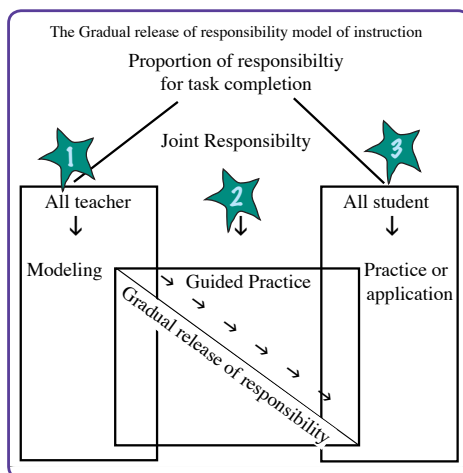 The Gradual release of responsibility model of instruction
Proportion of responsibiltiy
for task completion
Joint Responsibilty
1
2
3
All teacher
All student
Modeling
Guided Practice
Practice or
application
Gradual release of responsibility